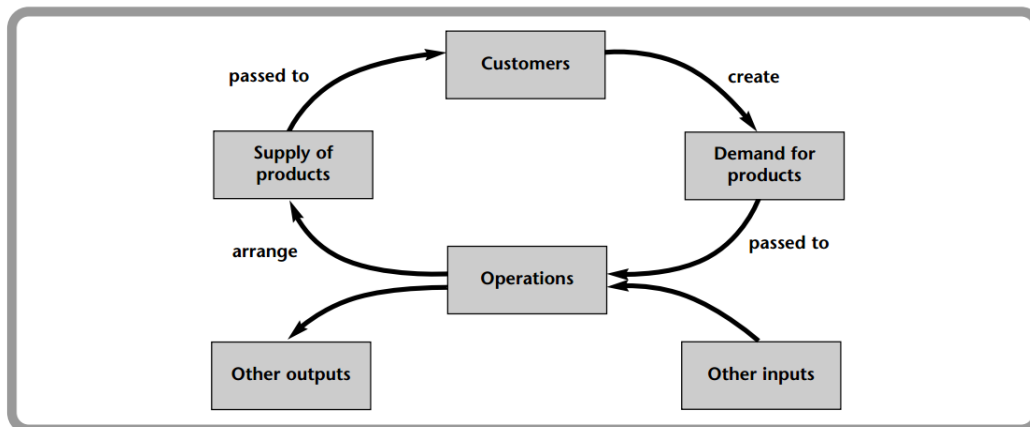 Customers
passed to
create
Supply of
products
Demand for
products
arrange
passed to
Operations
Other outputs
Other inputs